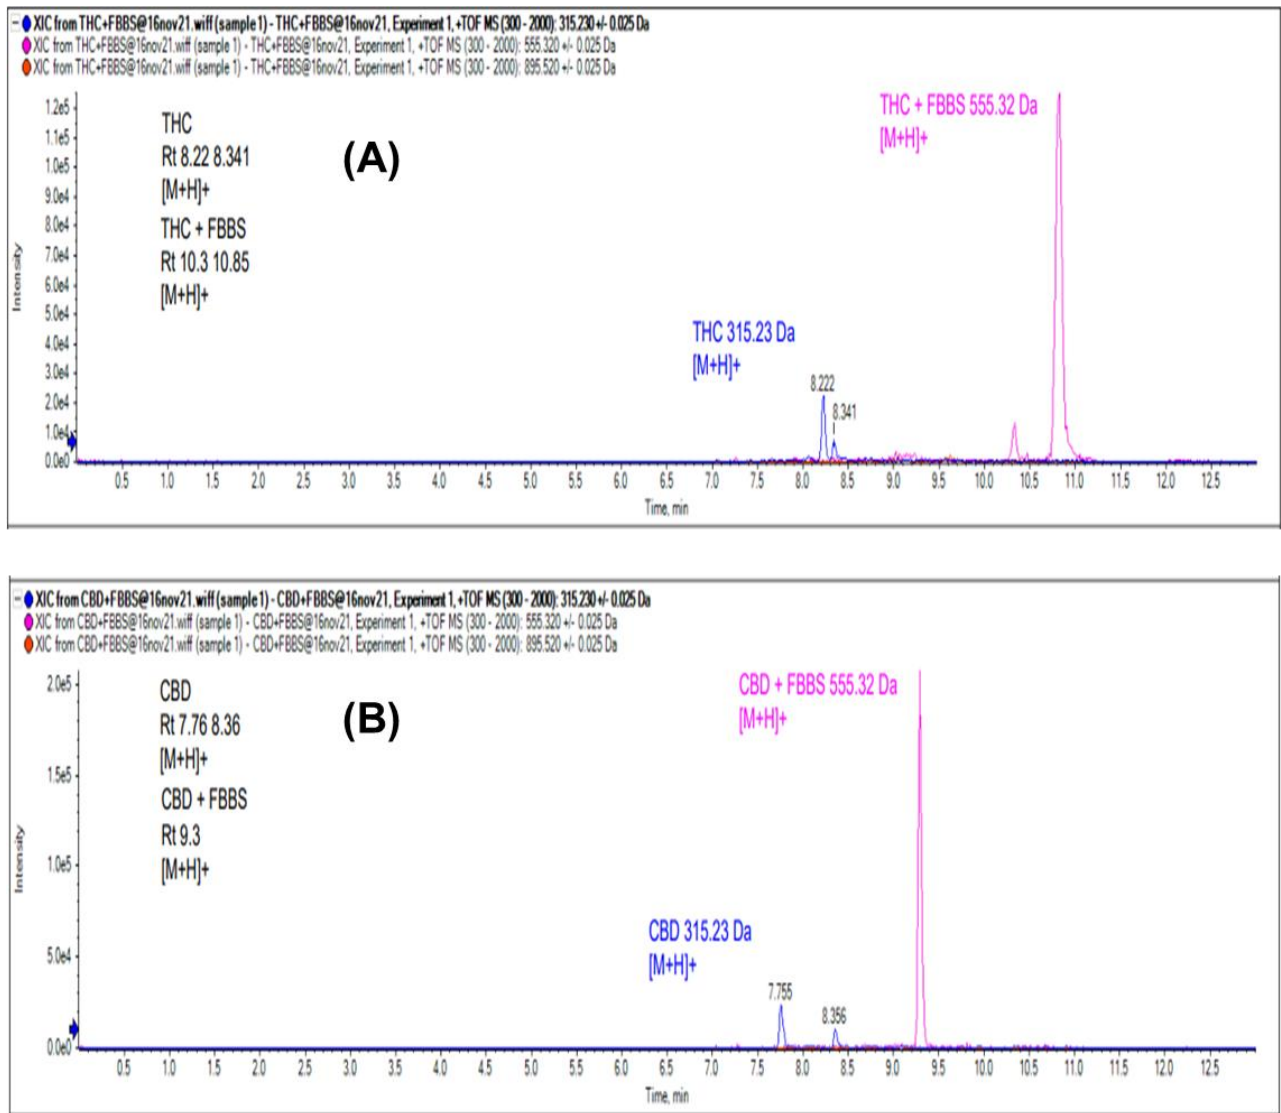 XIC from THC+FBBS@16nov21.wiff (sample 1) - THC+FBBS@16nov21, Experiment 1, +TOF MS (300 - 2000): 315.230 +/- 0.025 Da
XIC from THC+FBBS@16nov21.wiff (sample 1) - THC+FBBS@16nov21, Experiment 1, +TOF MS (300 - 2000): 555.320 +/- 0.025 Da
XIC from THC+FBBS@16nov21.wiff (sample 1) - THC+FBBS@16nov21, Experiment 1, +TOF MS (300 - 2000): 895.520 +/- 0.025 Da
THC
Rt 8.22 8.341
[M+H]+
THC + FBBS
Rt 10.3 10.85
[M+H]+
(A)
THC + FBBS 555.32 Da
[M+H]+
THC 315.23 Da
[M+H]+
8.222
8.341
Intensity
1.2e5
1.1e5
1.0e5
9.0e4
8.0e4
7.0e4
6.0e4
5.0e4
4.0e4
3.0e4
2.0e4
1.0e4
0.0e0
0.5 1.0 1.5 2.0 2.5 3.0 3.5 4.0 4.5 5.0 5.5 6.0 6.5 7.0 7.5 8.0 8.5 9.0 9.5 10.0 10.5 11.0 11.5 12.0 12.5
Time, min
XIC from CBD+FBBS@16nov21.wiff (sample 1) - CBD+FBBS@16nov21, Experiment 1, +TOF MS (300 - 2000): 315.230 +/- 0.025 Da
XIC from CBD+FBBS@16nov21.wiff (sample 1) - CBD+FBBS@16nov21, Experiment 1, +TOF MS (300 - 2000): 555.320 +/- 0.025 Da
XIC from CBD+FBBS@16nov21.wiff (sample 1) - CBD+FBBS@16nov21, Experiment 1, +TOF MS (300 - 2000): 895.520 +/- 0.025 Da
CBD
Rt 7.76 8.36
[M+H]+
CBD + FBBS
Rt 9.3
[M+H]+
(B)
CBD + FBBS 555.32 Da
[M+H]+
CBD 315.23 Da
[M+H]+
7.755
8.356
Intensity
2.0e5
1.5e5
1.0e5
5.0e4
0.0e0
0.5 1.0 1.5 2.0 2.5 3.0 3.5 4.0 4.5 5.0 5.5 6.0 6.5 7.0 7.5 8.0 8.5 9.0 9.5 10.0 10.5 11.0 11.5 12.0 12.5
Time, min